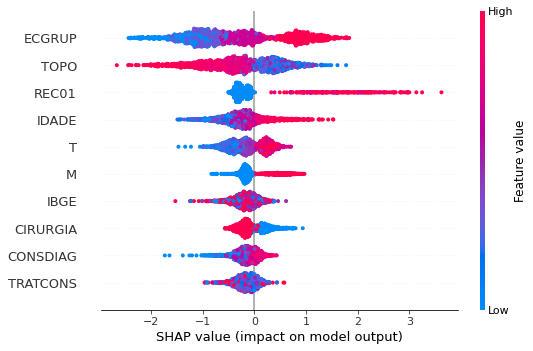 High
ECGRUP
TOPO
REC01
IDADE
T
M
IBGE
CIRURGIA
CONSDIAG
TRATCONS
Feature value
Low
−2 −1 0 1 2 3
SHAP value (impact on model output)